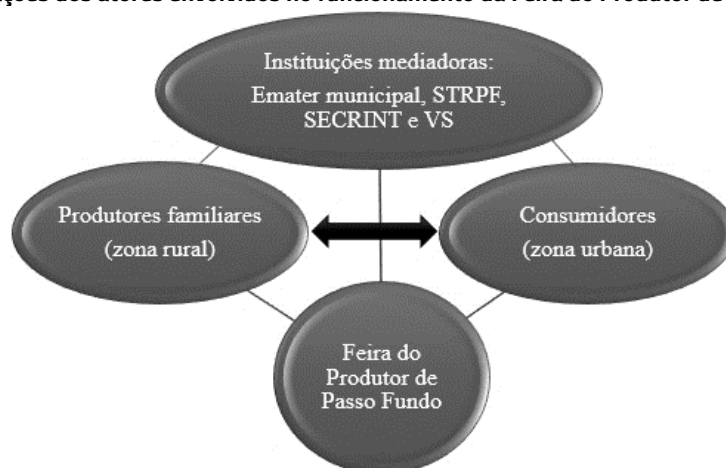 ções dos atores envolvidos no funcionamento da Feira do Produtor de
Instituições mediadoras:
Emater municipal, STRPF,
SECRINT e VS
Produtores familiares
(zona rural)
Consumidores
(zona urbana)
Feira do
Produtor de
Passo Fundo